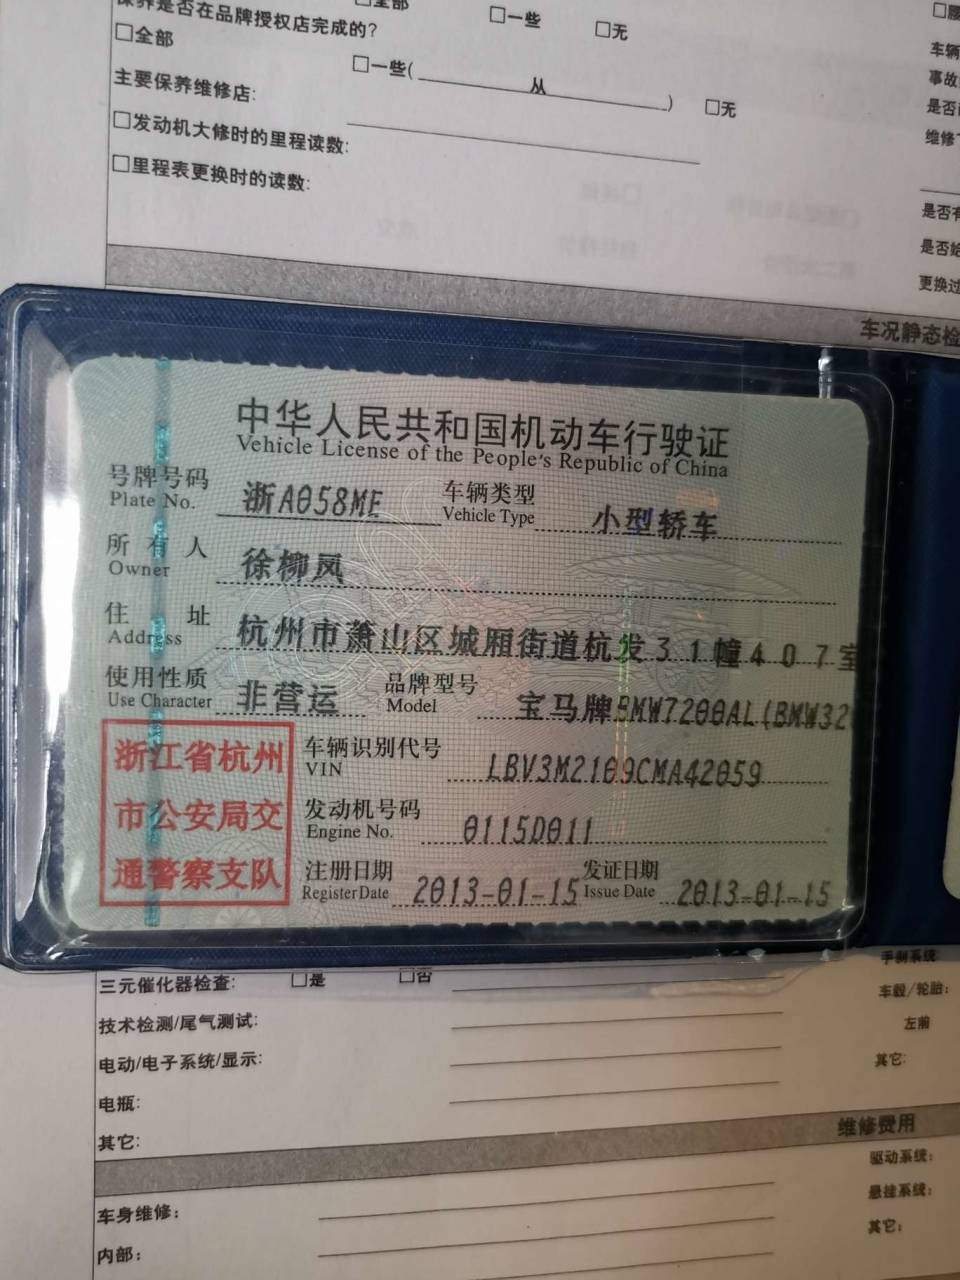 保养是否在品牌授权店完成的？
□全部 □一些 □无
□全部 □一些( 从 ) □无
主要保养维修店:
□发动机大修时的里程读数:
□里程表更换时的读数:
车辆
事故
是否
维修
是否有
是否始
更换过
车况静态检
中华人民共和国机动车行驶证
Vehicle License of the People's Republic of China
号牌号码 浙A058ME 车辆类型 小型轿车
Plate No. Vehicle Type
所有人 徐柳凤
Owner
住址 杭州市萧山区城厢街道杭发31幢407室
Address
使用性质 非营运 品牌型号 宝马牌BMW7200AL(BMW32
Use Character Model
浙江省杭州
市公安局交
通警察支队
车辆识别代号 LBV3M2109CMA42059
VIN
发动机号码 0115D011
Engine No.
注册日期 2013-01-15 发证日期 2013-01-15
Register Date Issue Date
三元催化器检查: □是 □否
技术检测/尾气测试:
电动/电子系统/显示:
电瓶:
其它:
手刹系统
车毂/轮胎:
左前
其它:
维修费用
车身维修:
内部:
驱动系统:
悬挂系统:
其它: